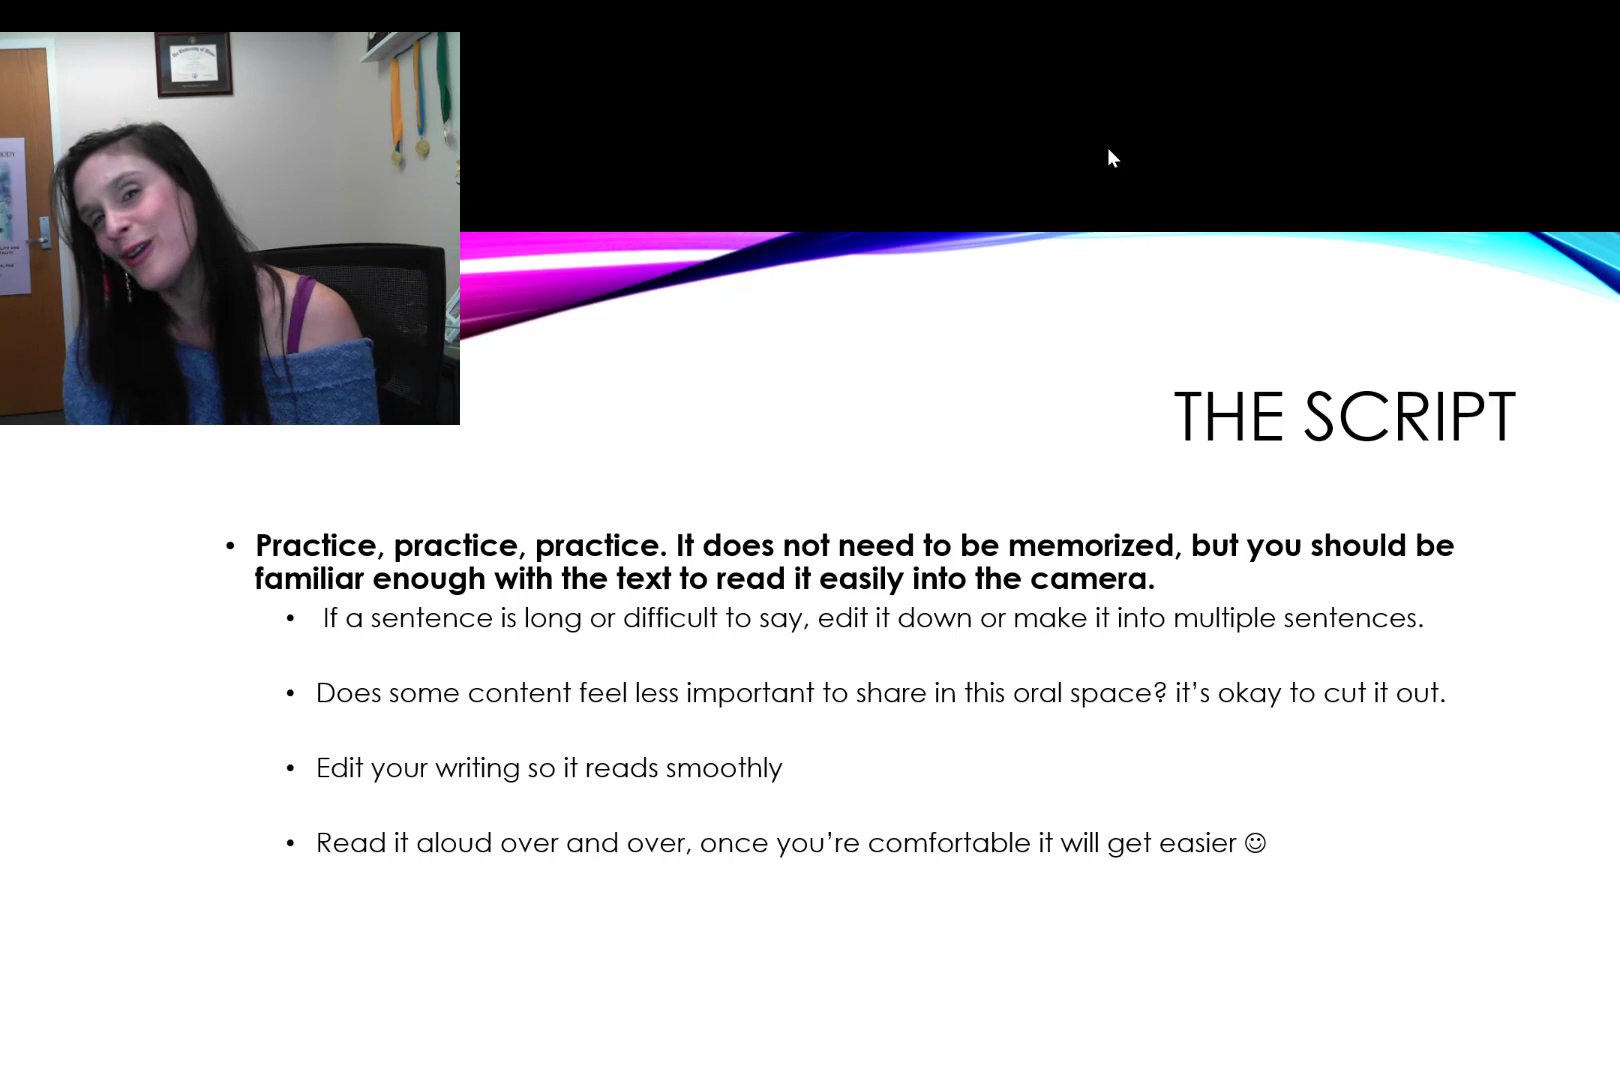 THE SCRIPT
• Practice, practice, practice. It does not need to be memorized, but you should be
familiar enough with the text to read it easily into the camera.
• If a sentence is long or difficult to say, edit it down or make it into multiple sentences.
• Does some content feel less important to share in this oral space? it’s okay to cut it out.
• Edit your writing so it reads smoothly
• Read it aloud over and over, once you’re comfortable it will get easier ☺